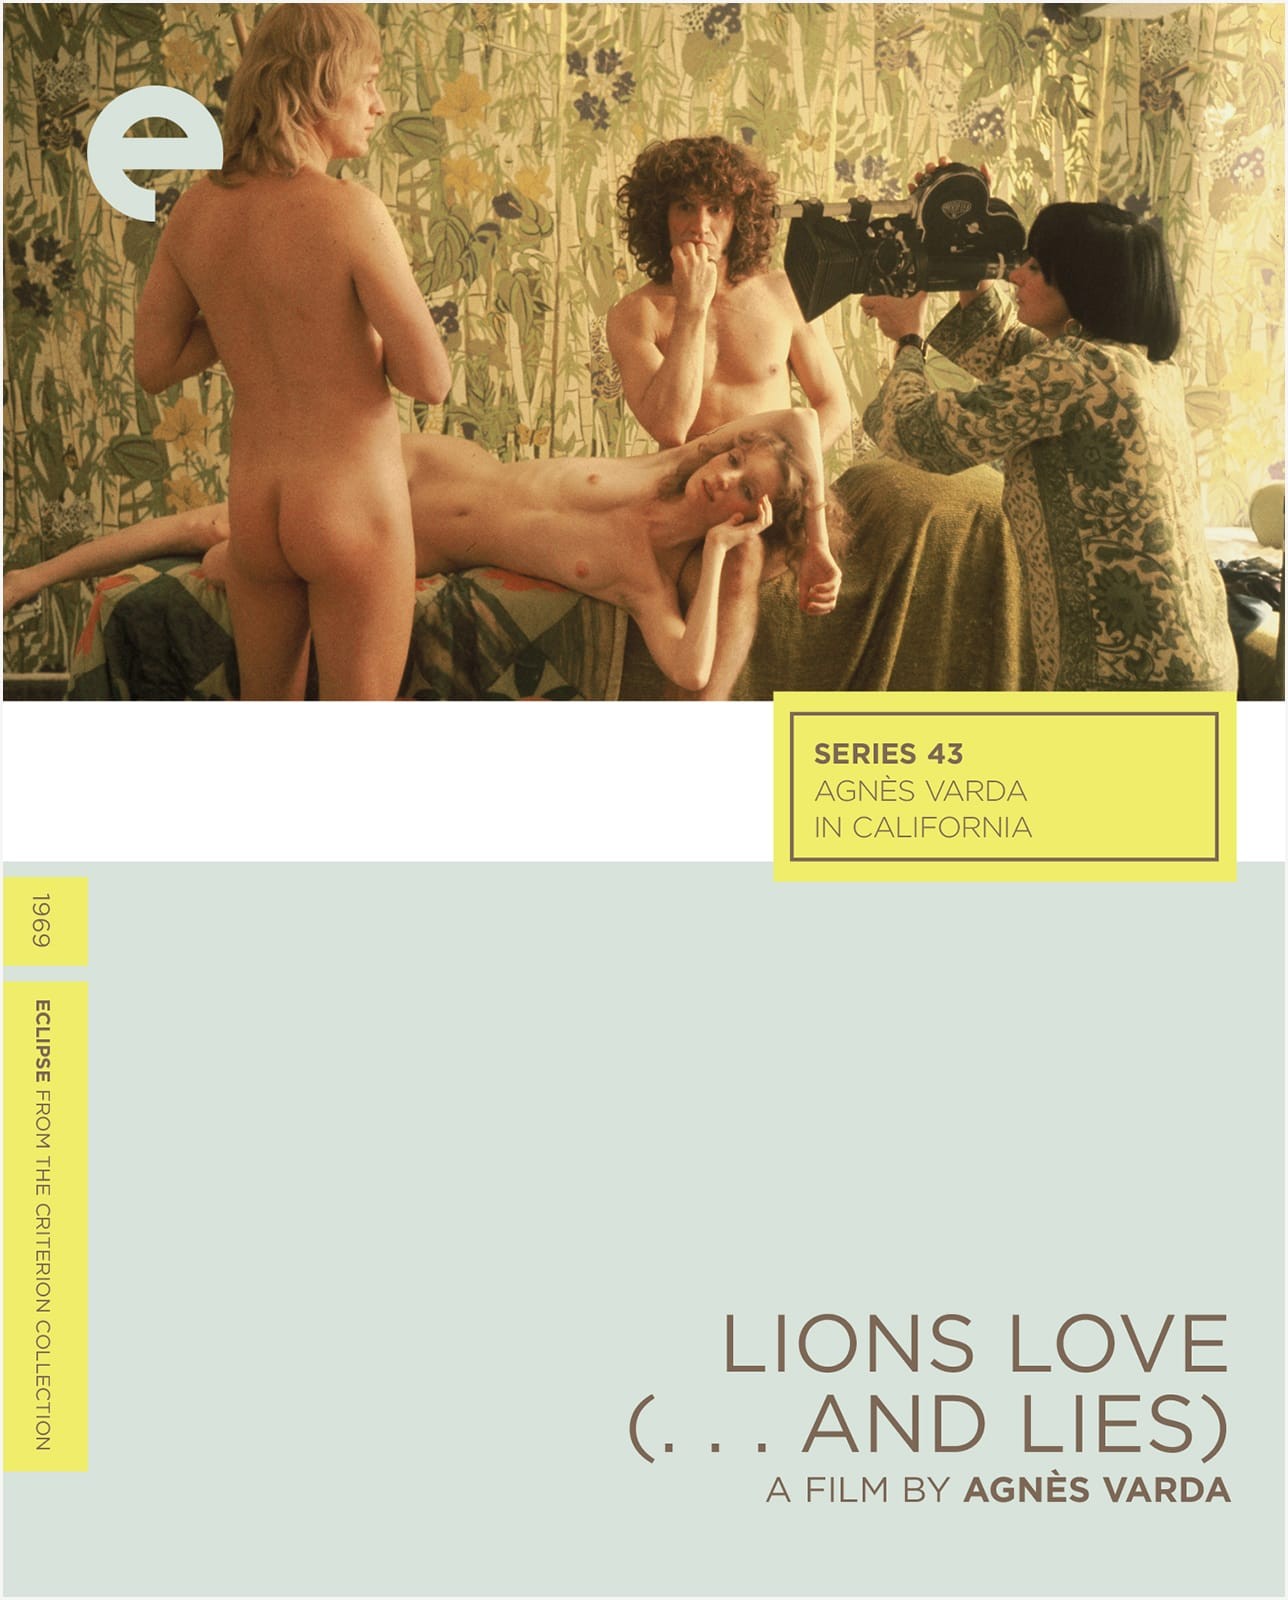 e
SERIES 43
AGNÈS VARDA
IN CALIFORNIA
1969
ECLIPSE FROM THE CRITERION COLLECTION
LIONS LOVE
(. . . AND LIES)
A FILM BY AGNÈS VARDA